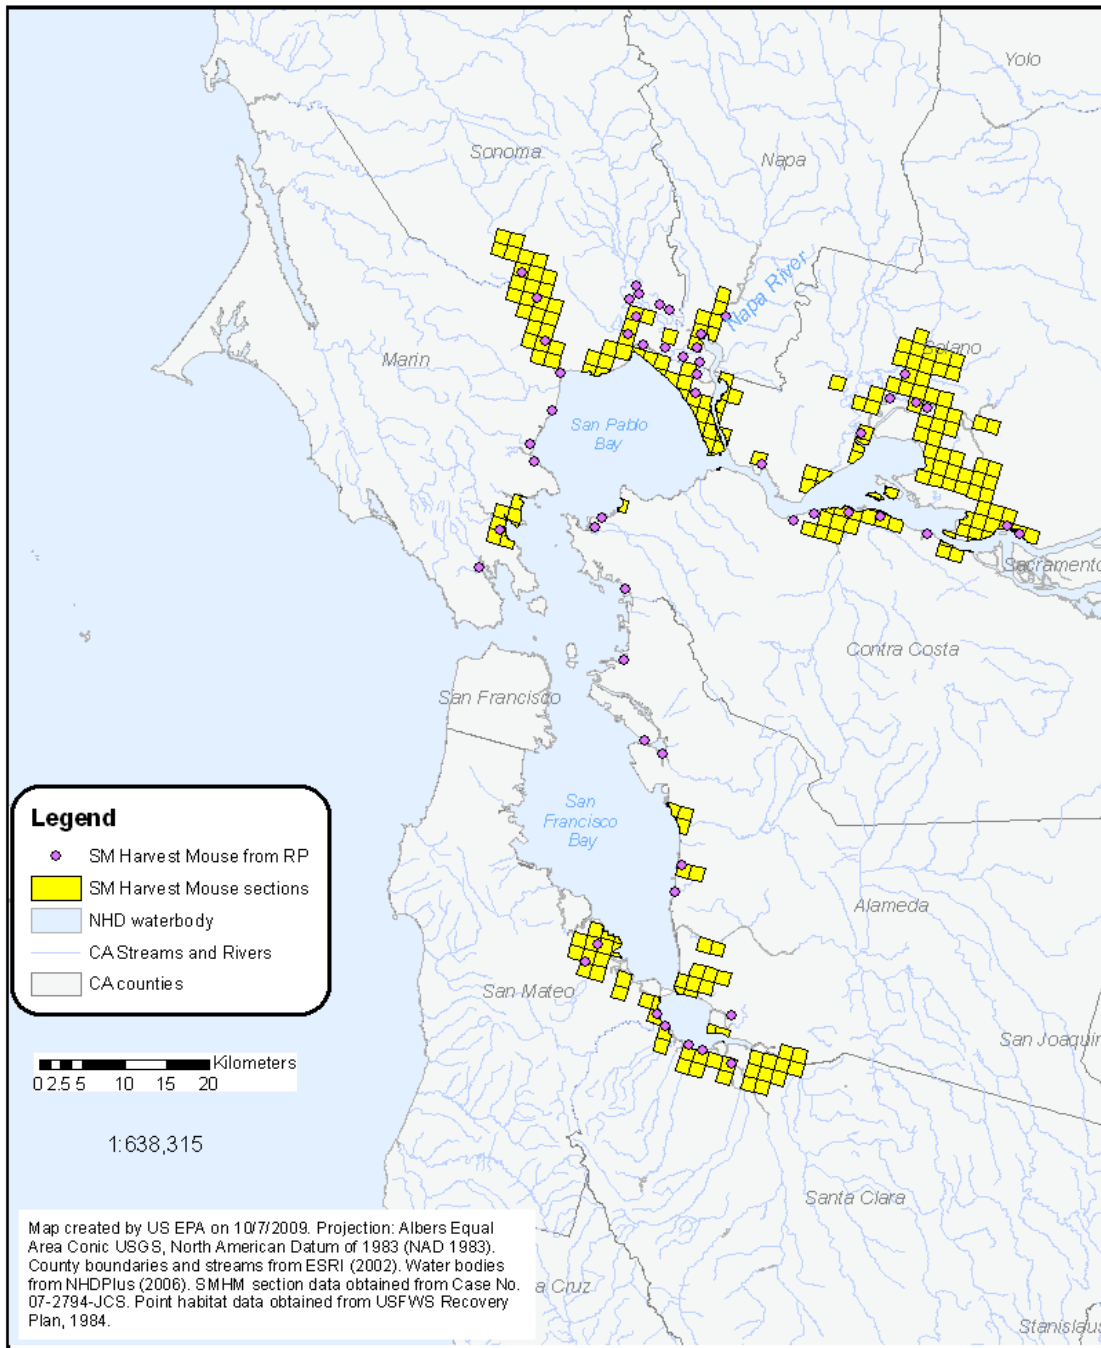 Yolo
Sonoma
Napa
Napa River
Solano
Marin
San Pablo
Bay
Sacramento
Contra Costa
San Francisco
San
Francisco
Bay
Alameda
San Mateo
San Joaquin
Santa Clara
a Cruz
Stanislaus
Legend
SM Harvest Mouse from RP
SM Harvest Mouse sections
NHD waterbody
CA Streams and Rivers
CA counties
Kilometers
0 2.5 5 10 15 20
1:638,315
Map created by US EPA on 10/7/2009. Projection: Albers Equal
Area Conic USGS, North American Datum of 1983 (NAD 1983).
County boundaries and streams from ESRI (2002). Water bodies
from NHDPlus (2006). SMHM section data obtained from Case No.
07-2794-JCS. Point habitat data obtained from USFWS Recovery
Plan, 1984.